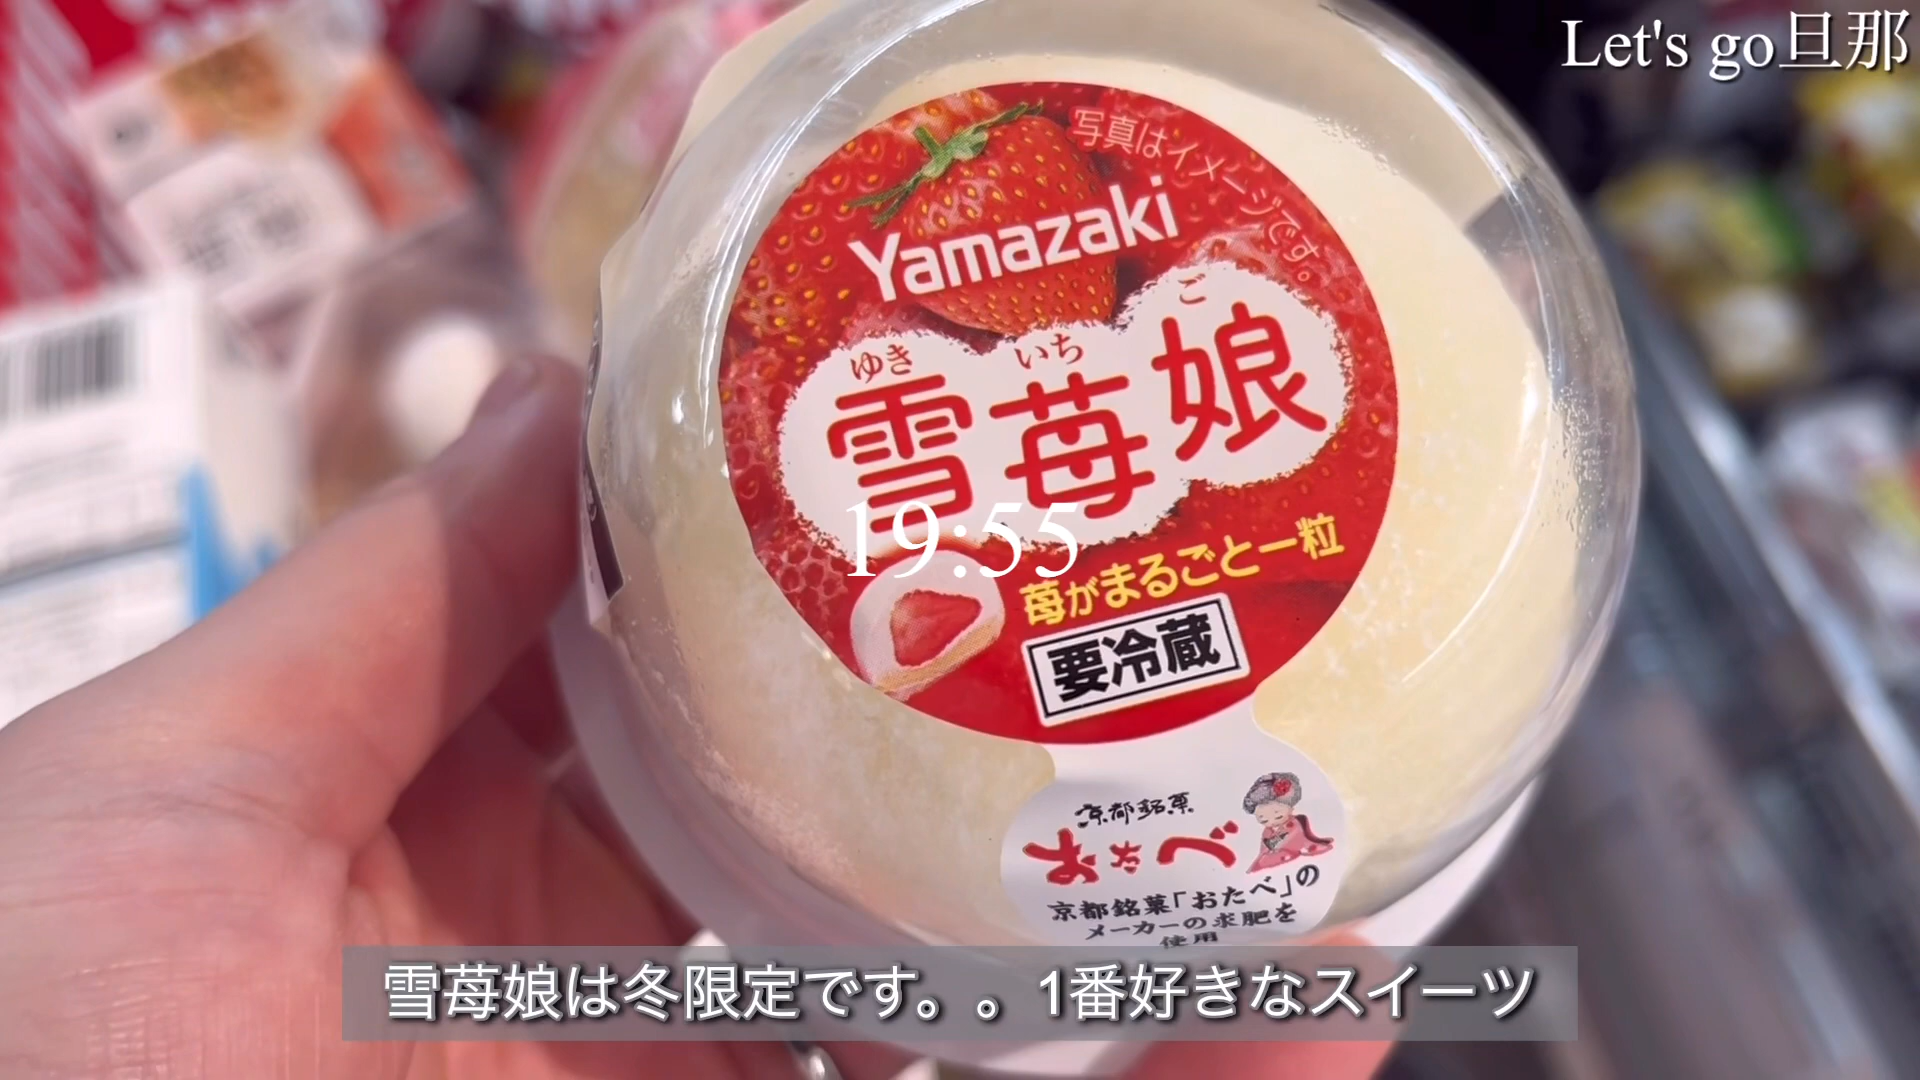 Let's go旦那
写真はイメージです。
Yamazaki
ゆき いち ご
雪苺娘
19:55
苺がまるごと一粒
要冷蔵
京都銘菓
おたべ
京都銘菓「おたべ」の
メーカーの求肥を
使用
雪苺娘は冬限定です。。1番好きなスイーツ